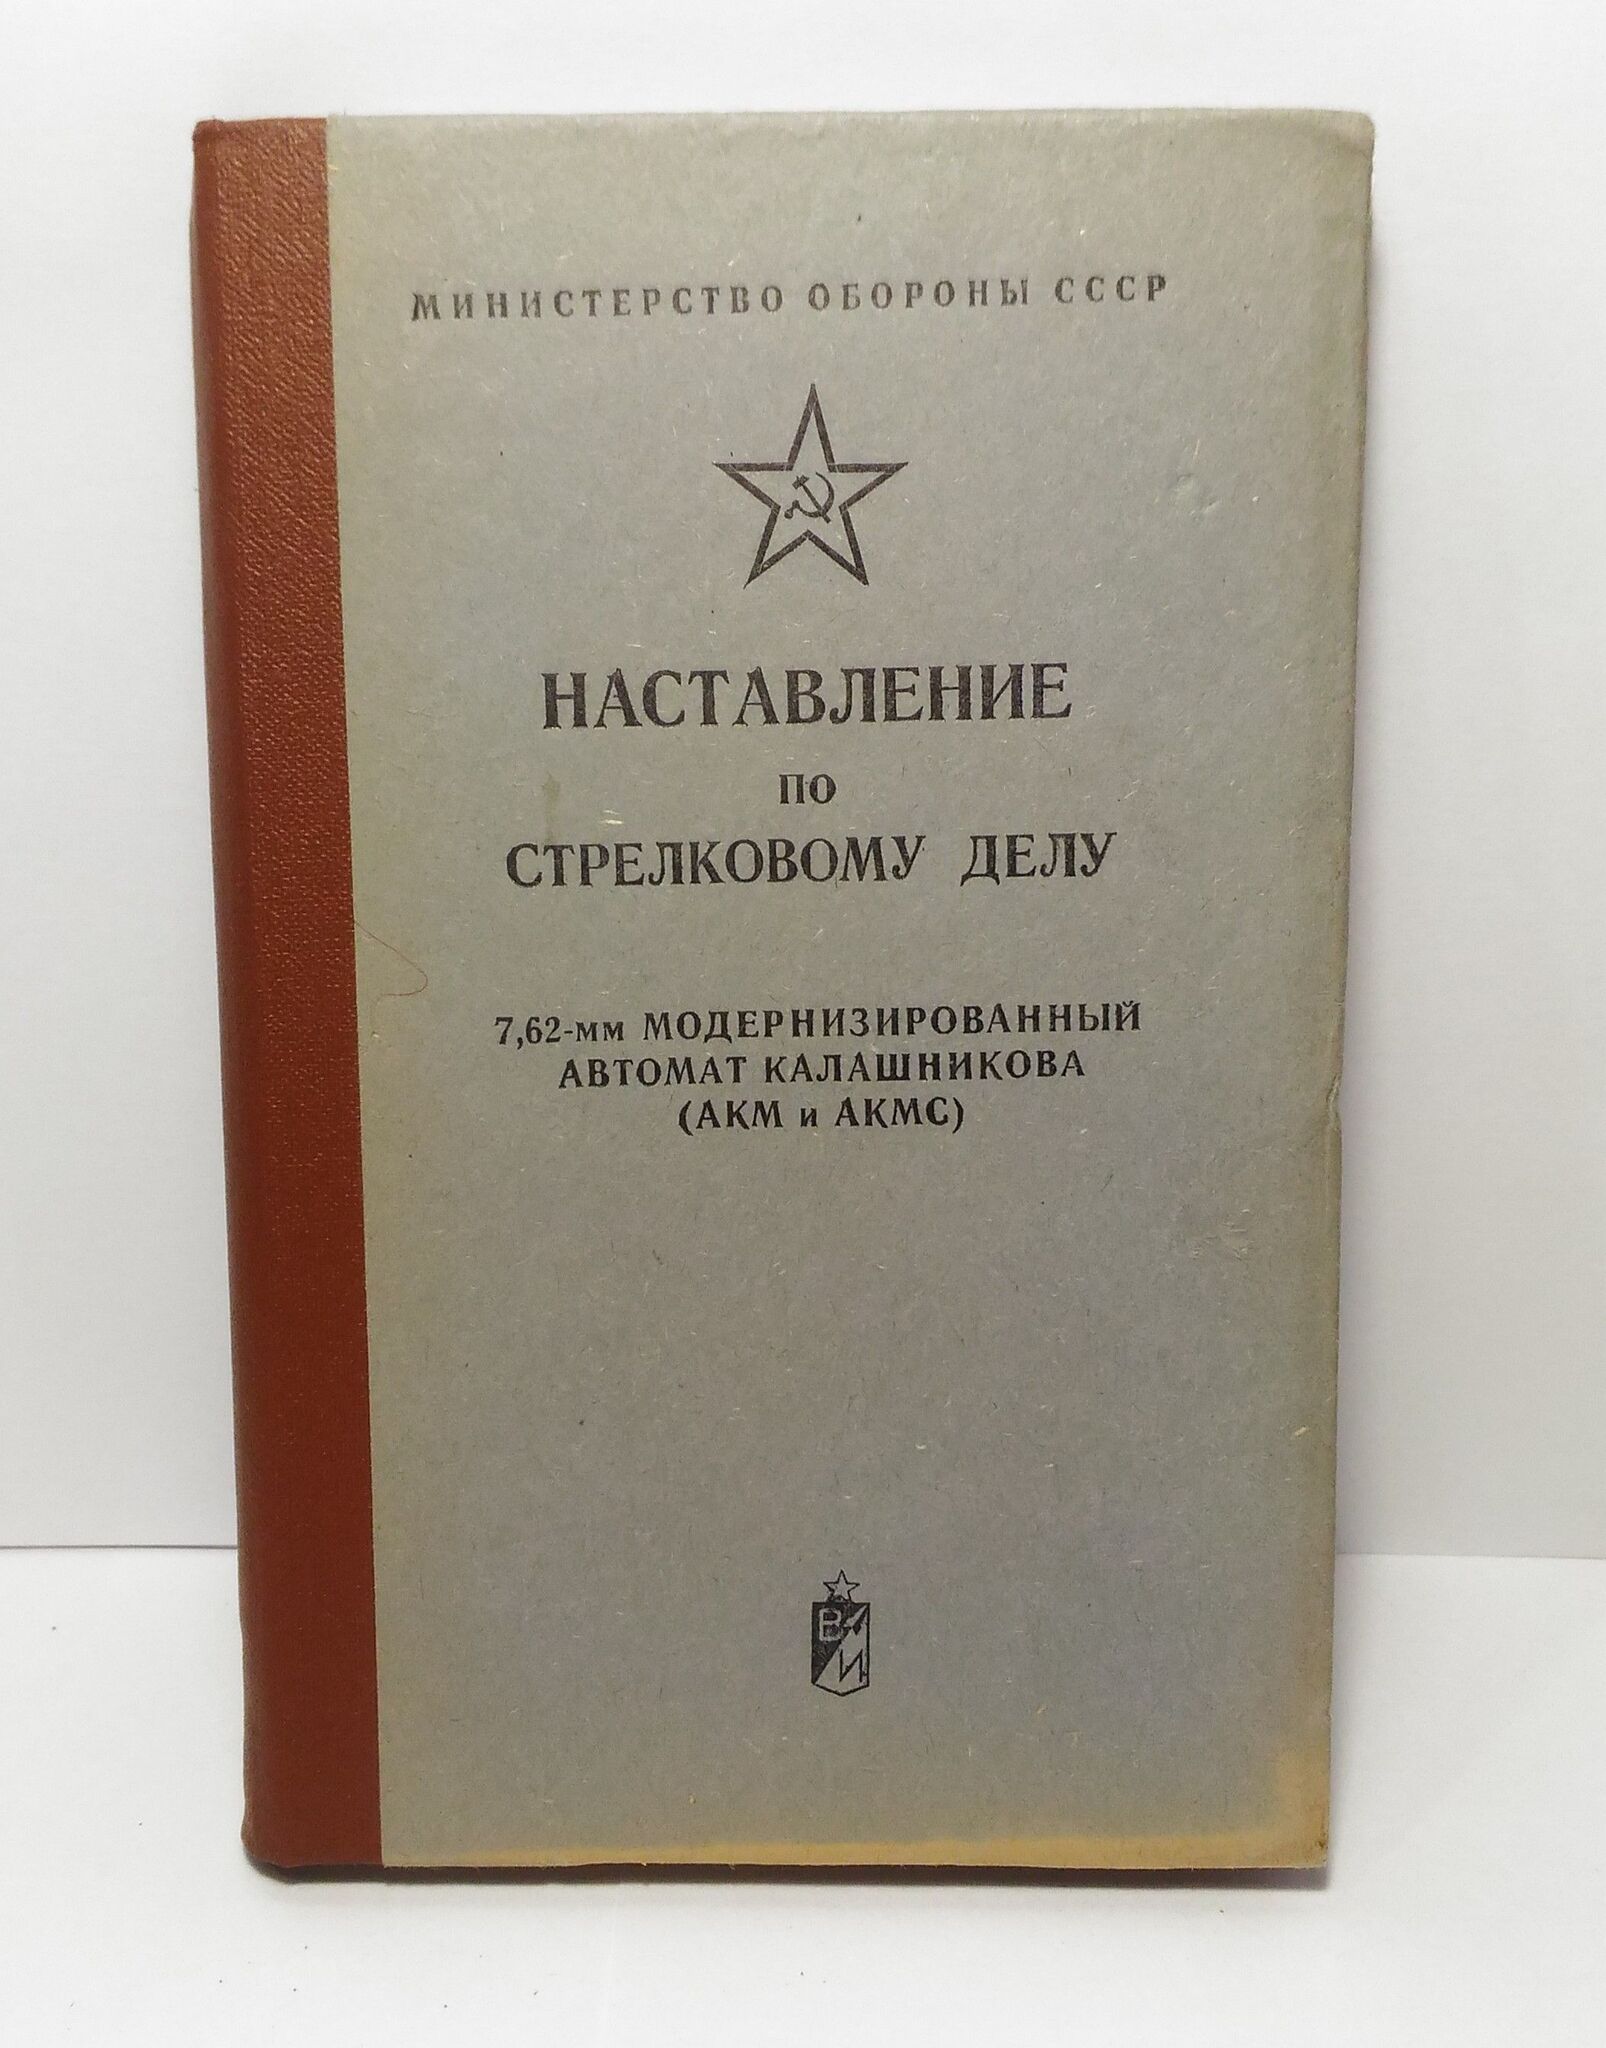 МИНИСТЕРСТВО ОБОРОНЫ СССР
НАСТАВЛЕНИЕ
ПО
СТРЕЛКОВОМУ ДЕЛУ
7,62-мм МОДЕРНИЗИРОВАННЫЙ
АВТОМАТ КАЛАШНИКОВА
(АКМ и АКМС)
В
И